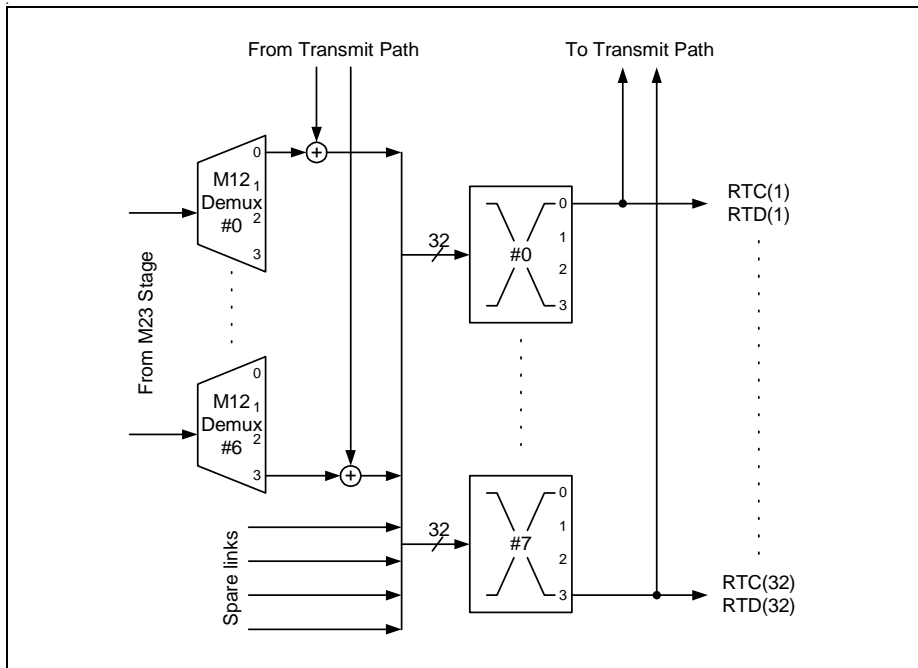 From Transmit Path
To Transmit Path
0
M12 1
Demux
#0 2
3
From M23 Stage
0
M12 1
Demux
#6 2
3
Spare links
32
0
1
#0
2
3
32
0
1
#7
2
3
RTC(1)
RTD(1)
RTC(32)
RTD(32)